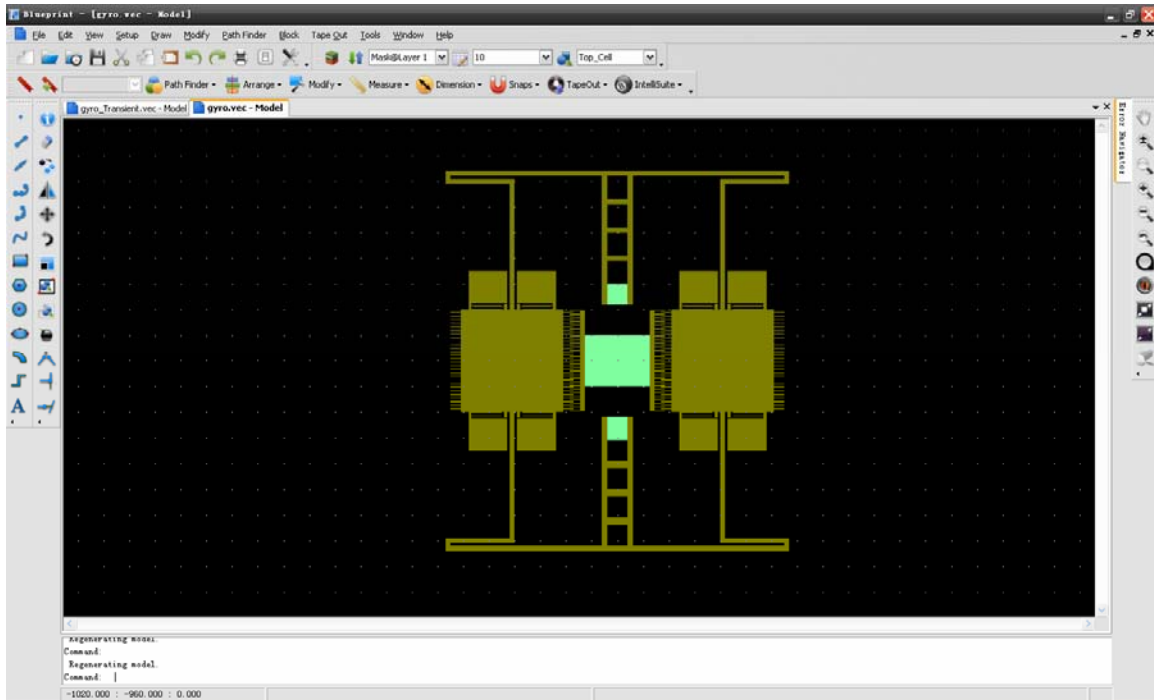 Blueprint - [gyro.vec - Model]
File Edit View Setup Draw Modify Path Finder Block Tape Out Tools Window Help
Mask@Layer 1 10 Top_Cell
Path Finder Arrange Modify Measure Dimension Snaps TapeOut IntelliSuite
gyro_Transient.vec - Model gyro.vec - Model
Error Navigator
A
Regenerating model.
Command:
Regenerating model.
Command:
-1020.000 : -960.000 : 0.000